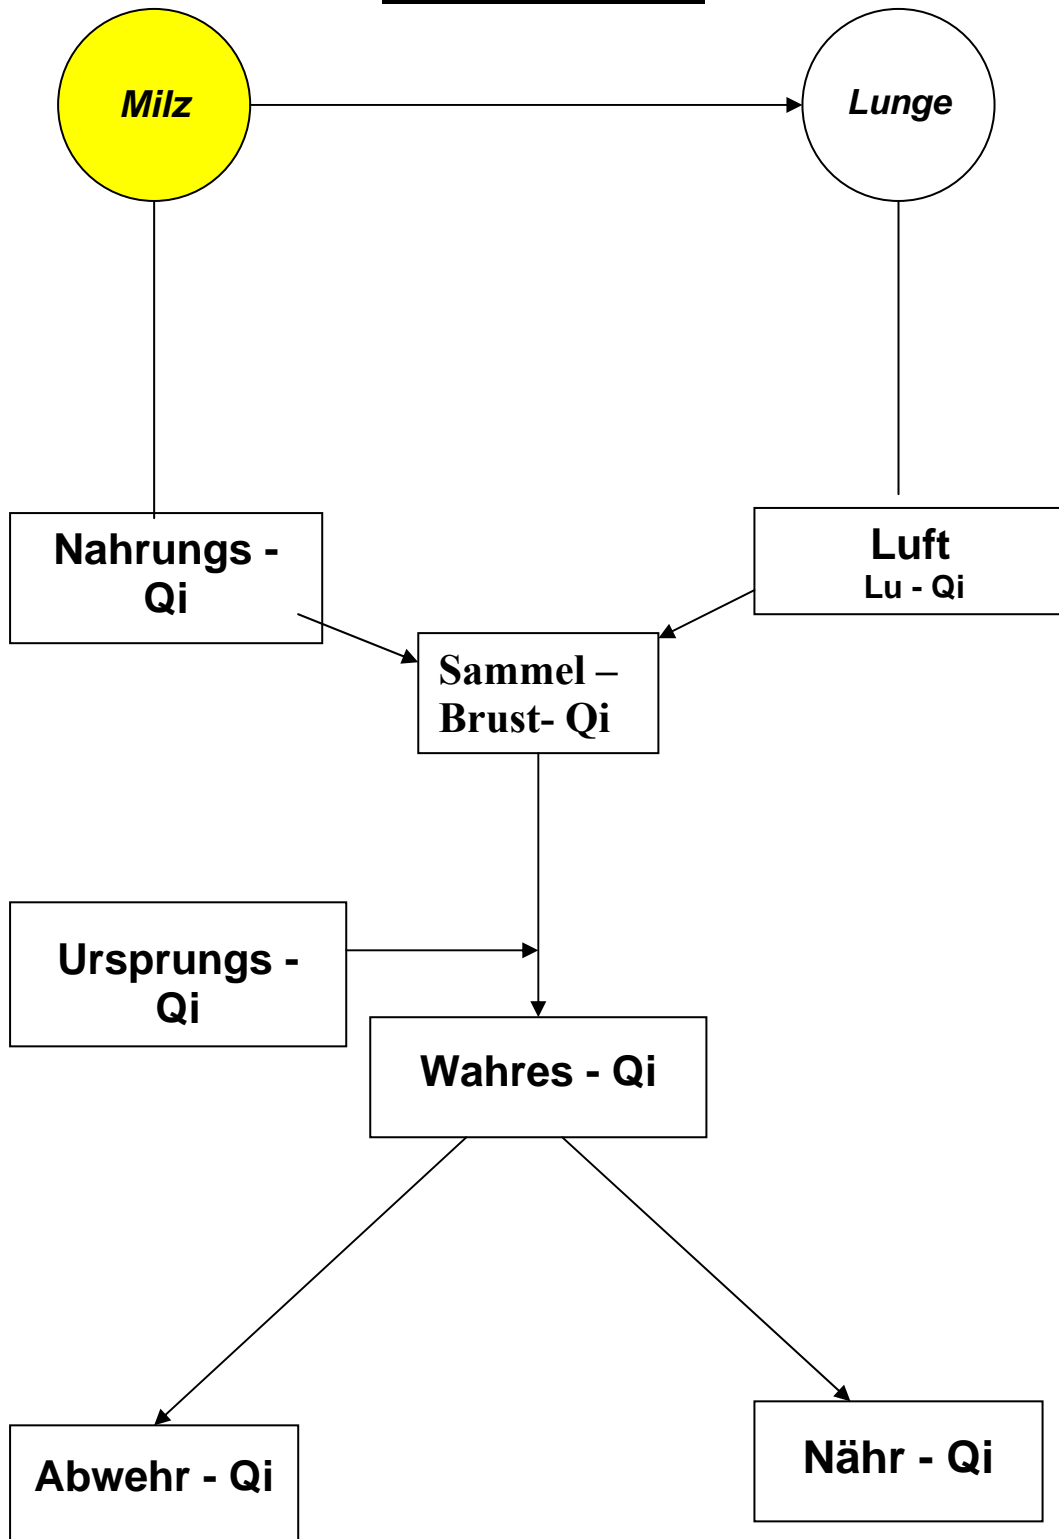 Milz
Lunge
Nahrungs -
Qi
Luft
Lu - Qi
Sammel –
Brust- Qi
Ursprungs -
Qi
Wahres - Qi
Abwehr - Qi
Nähr - Qi